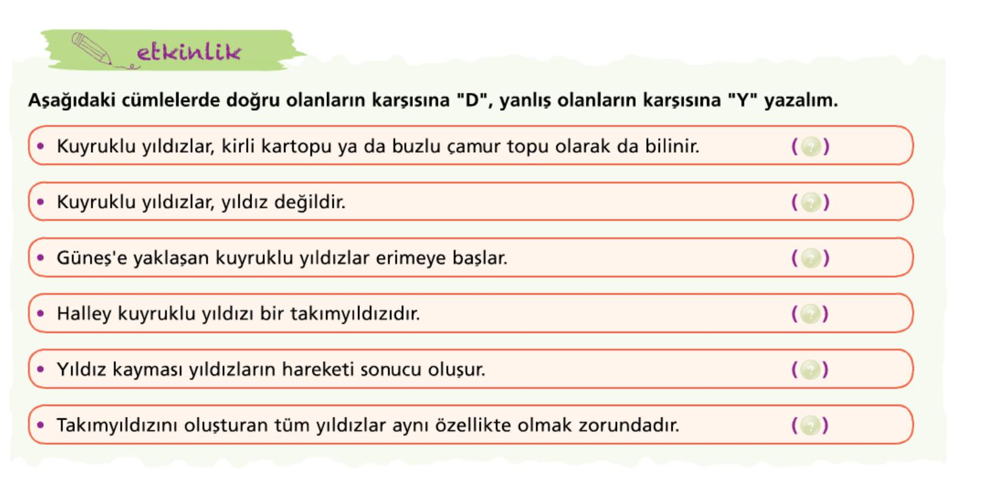 etkinlik
Aşağıdaki cümlelerde doğru olanların karşısına "D", yanlış olanların karşısına "Y" yazalım.
• Kuyruklu yıldızlar, kirli kartopu ya da buzlu çamur topu olarak da bilinir. (?)
• Kuyruklu yıldızlar, yıldız değildir. (?)
• Güneş'e yaklaşan kuyruklu yıldızlar erimeye başlar. (?)
• Halley kuyruklu yıldızı bir takımyıldızıdır. (?)
• Yıldız kayması yıldızların hareketi sonucu oluşur. (?)
• Takımyıldızını oluşturan tüm yıldızlar aynı özellikte olmak zorundadır. (?)